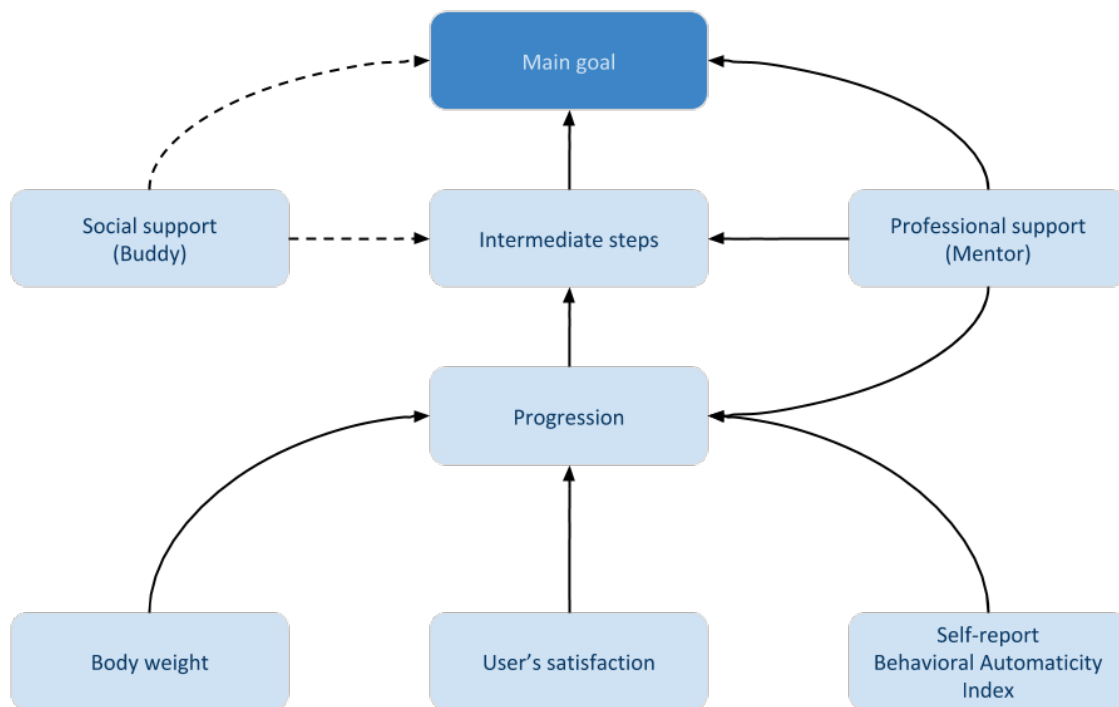 Main goal
Social support
(Buddy)
Intermediate steps
Professional support
(Mentor)
Progression
Body weight
User's satisfaction
Self-report
Behavioral Automaticity
Index